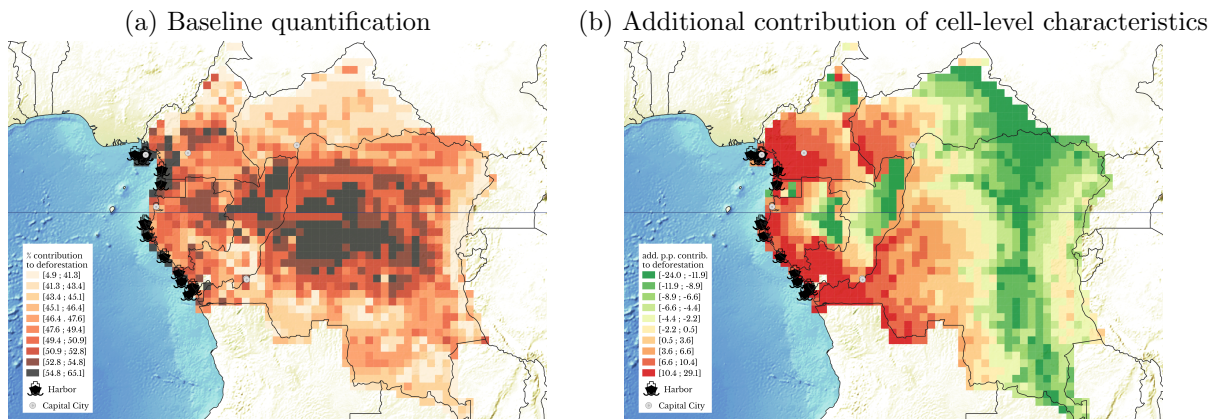 (a) Baseline quantification
% contribution
to deforestation
[4.9 ; 41.3]
[41.3 ; 43.4]
[43.4 ; 45.1]
[45.1 ; 46.4]
[46.4 . 47.6]
[47.6 ; 49.4]
[49.4 ; 50.9]
[50.9 ; 52.8]
[52.8 ; 54.8]
[54.8 ; 65.1]
Harbor
Capital City
(b) Additional contribution of cell-level characteristics
add. p.p. contrib.
to deforestation
[-24.0 ; -11.9]
[-11.9 ; -8.9]
[-8.9 ; -6.6]
[-6.6 ; -4.4]
[-4.4 ; -2.2]
[-2.2 ; 0.5]
[0.5 ; 3.6]
[3.6 ; 6.6]
[6.6 ; 10.4]
[10.4 ; 29.1]
Harbor
Capital City